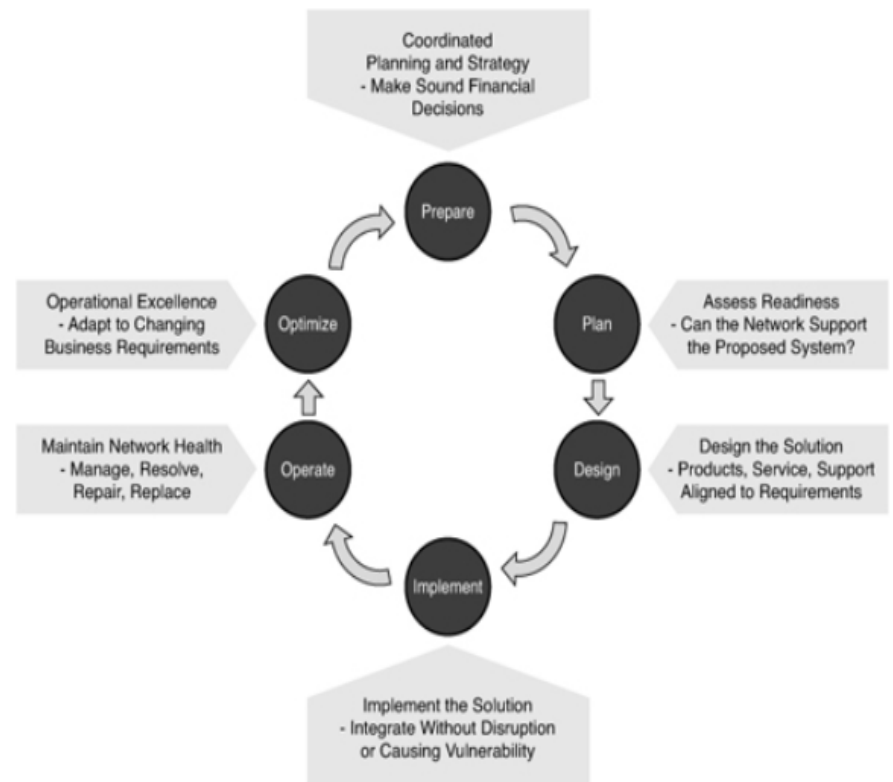 Coordinated
Planning and Strategy
- Make Sound Financial
Decisions
Prepare
Operational Excellence
- Adapt to Changing
Business Requirements
Optimize
Plan
Assess Readiness
- Can the Network Support
the Proposed System?
Maintain Network Health
- Manage, Resolve,
Repair, Replace
Operate
Design
Design the Solution
- Products, Service, Support
Aligned to Requirements
Implement
Implement the Solution
- Integrate Without Disruption
or Causing Vulnerability